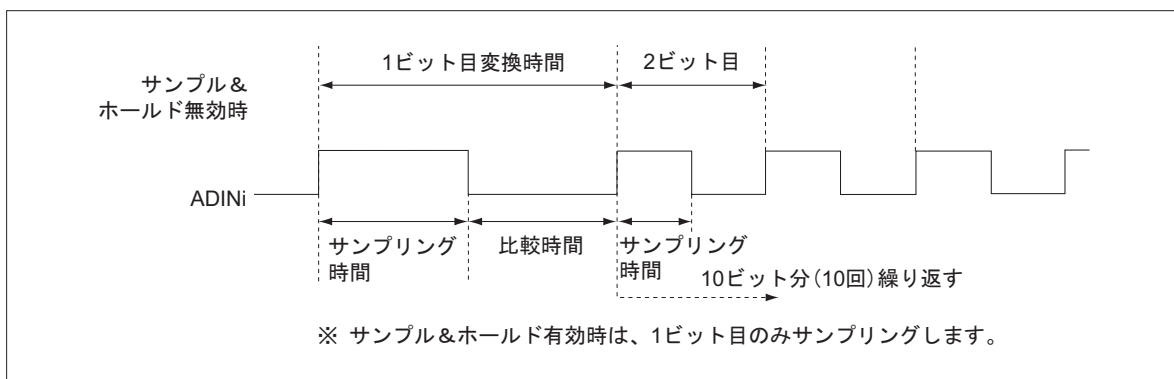 1ビット目変換時間
2ビット目
サンプル＆
ホールド無効時
ADINi
サンプリング
時間
比較時間
サンプリング
時間
10ビット分（10回）繰り返す
※ サンプル＆ホールド有効時は、1ビット目のみサンプリングします。